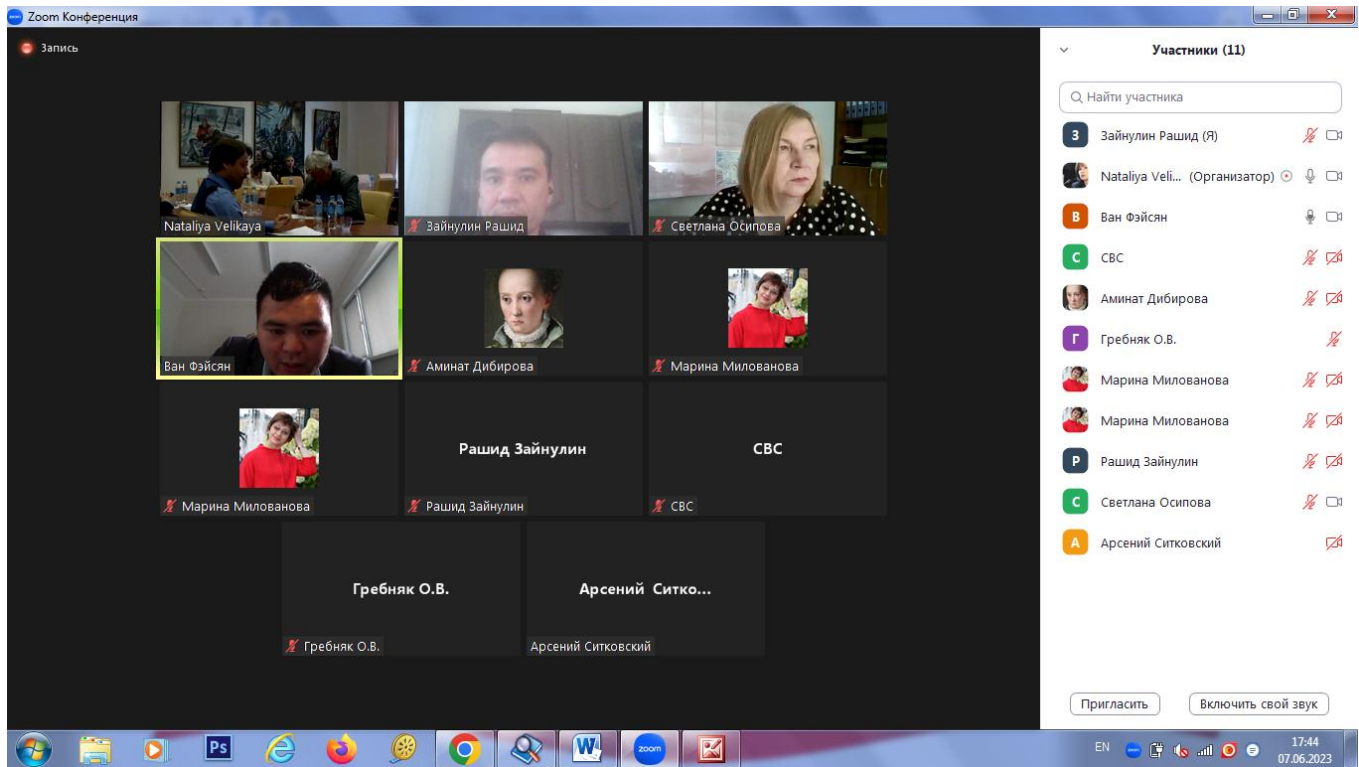 Zoom Конференция
Запись
Nataliya Velikaya
Зайнулин Рашид
Светлана Осипова
Ван Фэйсян
Аминат Дибирова
Марина Милованова
Марина Милованова
Рашид Зайнулин
Рашид Зайнулин
СВС
СВС
Гребняк О.В.
Гребняк О.В.
Арсений Ситко...
Арсений Ситковский
Участники (11)
Найти участника
З Зайнулин Рашид (Я)
Nataliya Veli... (Организатор)
В Ван Фэйсян
С СВС
Аминат Дибирова
Г Гребняк О.В.
Марина Милованова
Марина Милованова
Р Рашид Зайнулин
С Светлана Осипова
А Арсений Ситковский
Пригласить
Включить свой звук
Ps
W
zoom
EN
17:44
07.06.2023